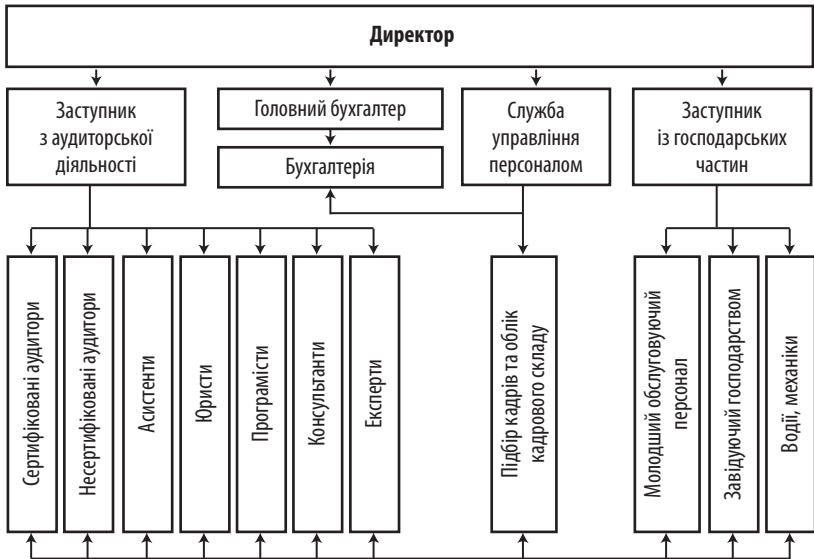 Директор
Заступник
з аудиторської
діяльності
Головний бухгалтер
Бухгалтерія
Служба
управління
персоналом
Заступник
із господарських
частин
Сертифіковані аудитори
Несертифіковані аудитори
Асистенти
Юристи
Програмісти
Консультанти
Експерти
Підбір кадрів та облік
кадрового складу
Молодший обслуговуючий
персонал
Завідуючий господарством
Водії, механіки